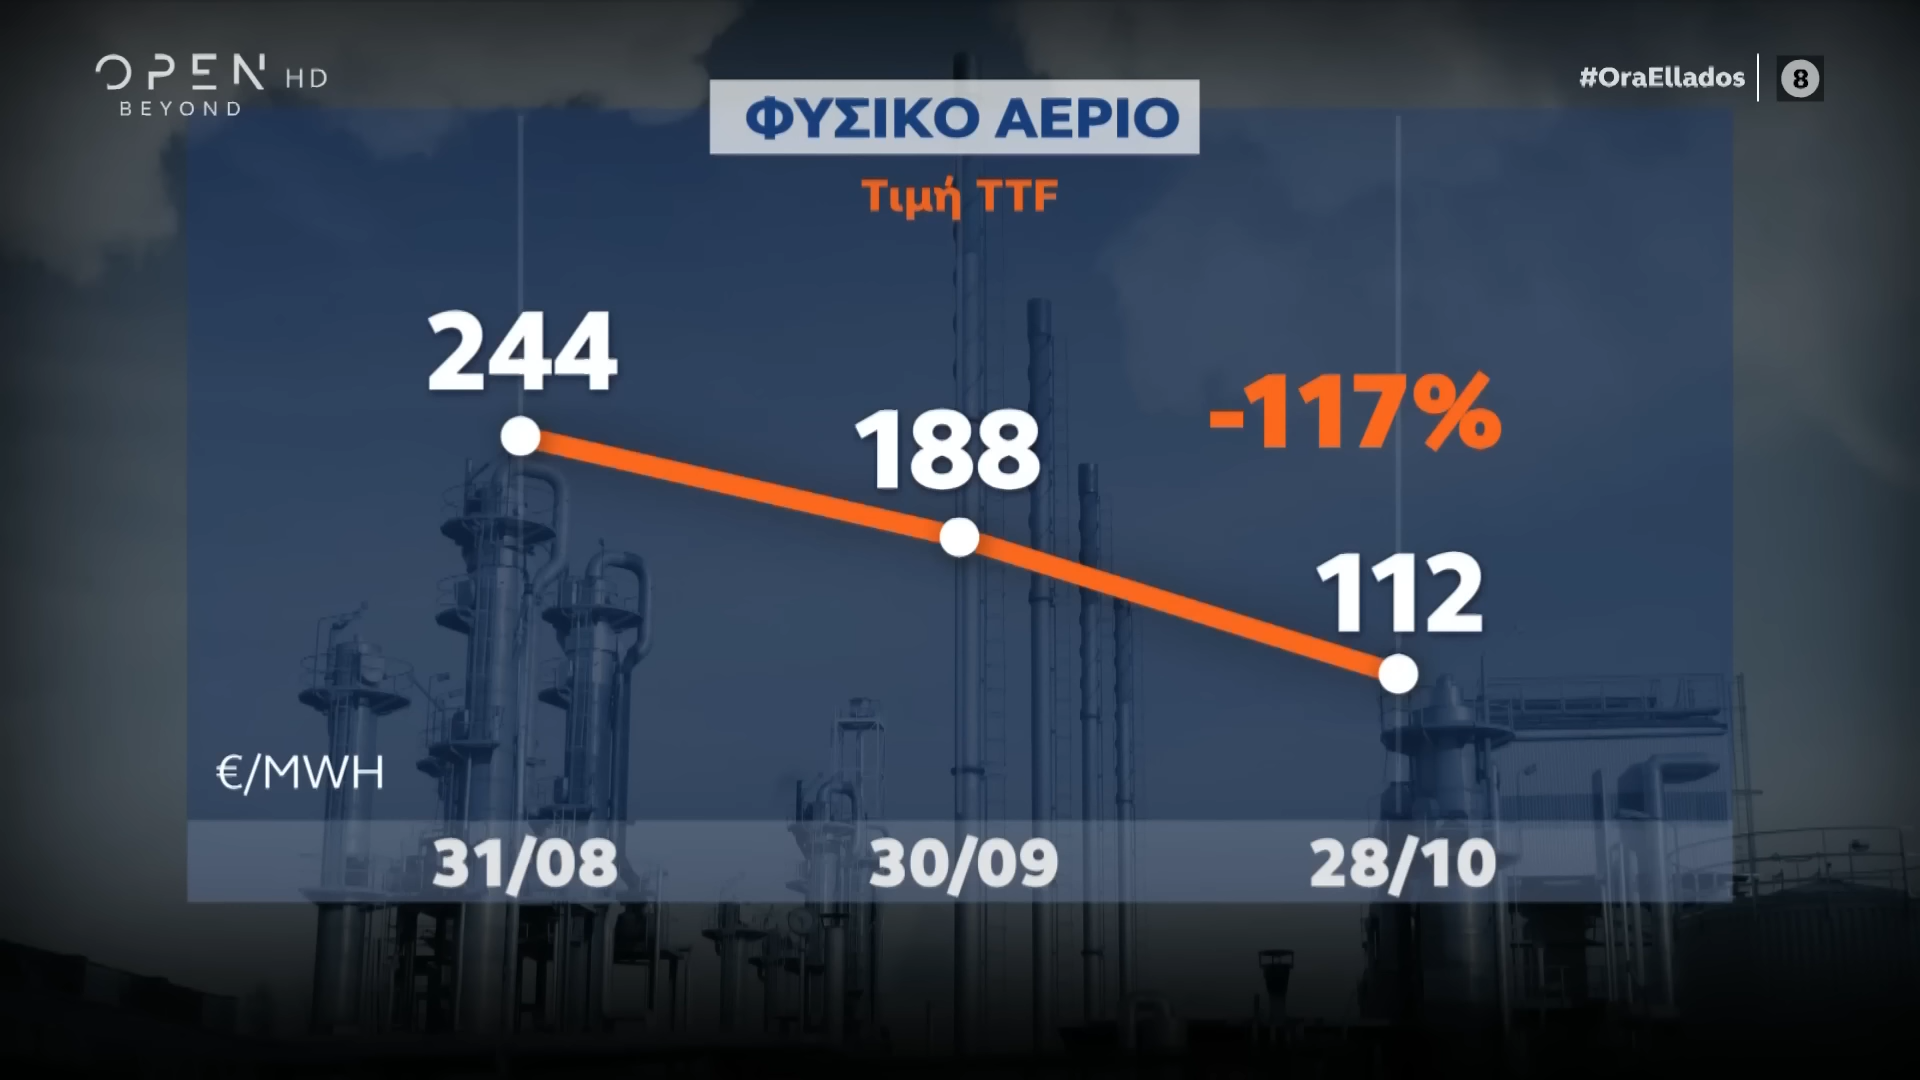 OPEN HD
BEYOND
#OraEllados
8
ΦΥΣΙΚΟ ΑΕΡΙΟ
Τιμή TTF
244
188
-117%
112
€/MWH
31/08
30/09
28/10